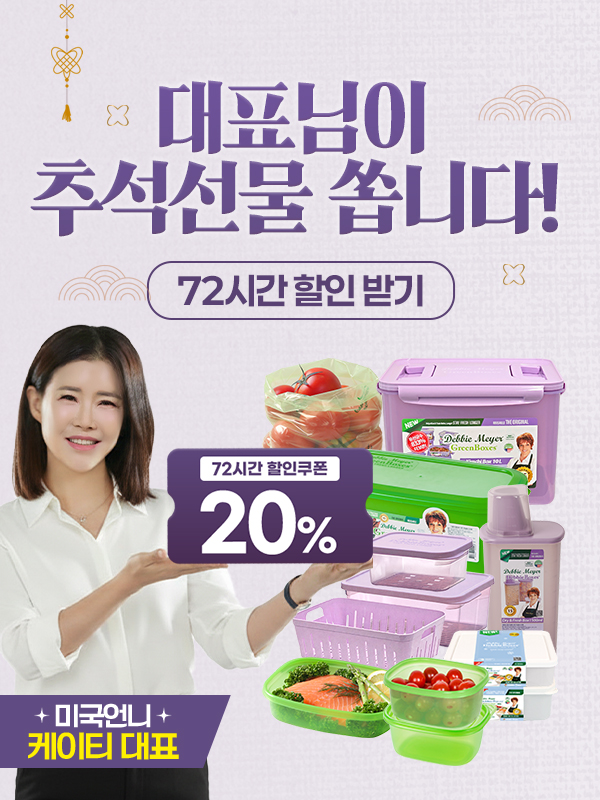 대표님이
추석선물 쏩니다!
72시간 할인 받기
72시간 할인쿠폰
20%
NEW
Debbie Meyer
GreenBoxes
Debbie Meyer
Debbie Meyer
미국언니
케이티 대표